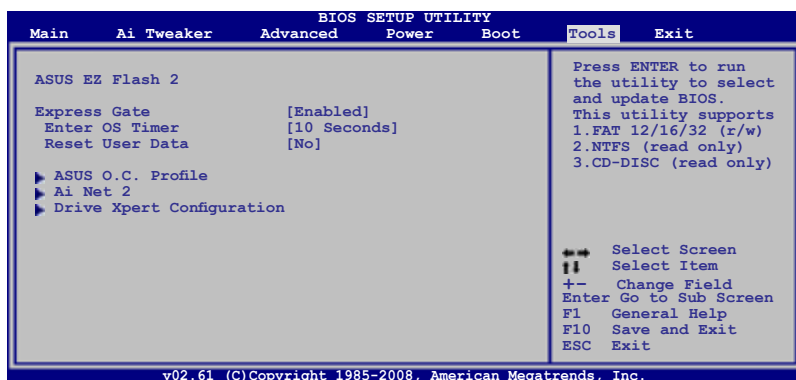 BIOS SETUP UTILITY
Main Ai Tweaker Advanced Power Boot Tools Exit
ASUS EZ Flash 2
Express Gate [Enabled]
Enter OS Timer [10 Seconds]
Reset User Data [No]
ASUS O.C. Profile
Ai Net 2
Drive Xpert Configuration
Press ENTER to run
the utility to select
and update BIOS.
This utility supports
1.FAT 12/16/32 (r/w)
2.NTFS (read only)
3.CD-DISC (read only)
Select Screen
Select Item
+- Change Field
Enter Go to Sub Screen
F1 General Help
F10 Save and Exit
ESC Exit
v02.61 (C)Copyright 1985-2008, American Megatrends, Inc.